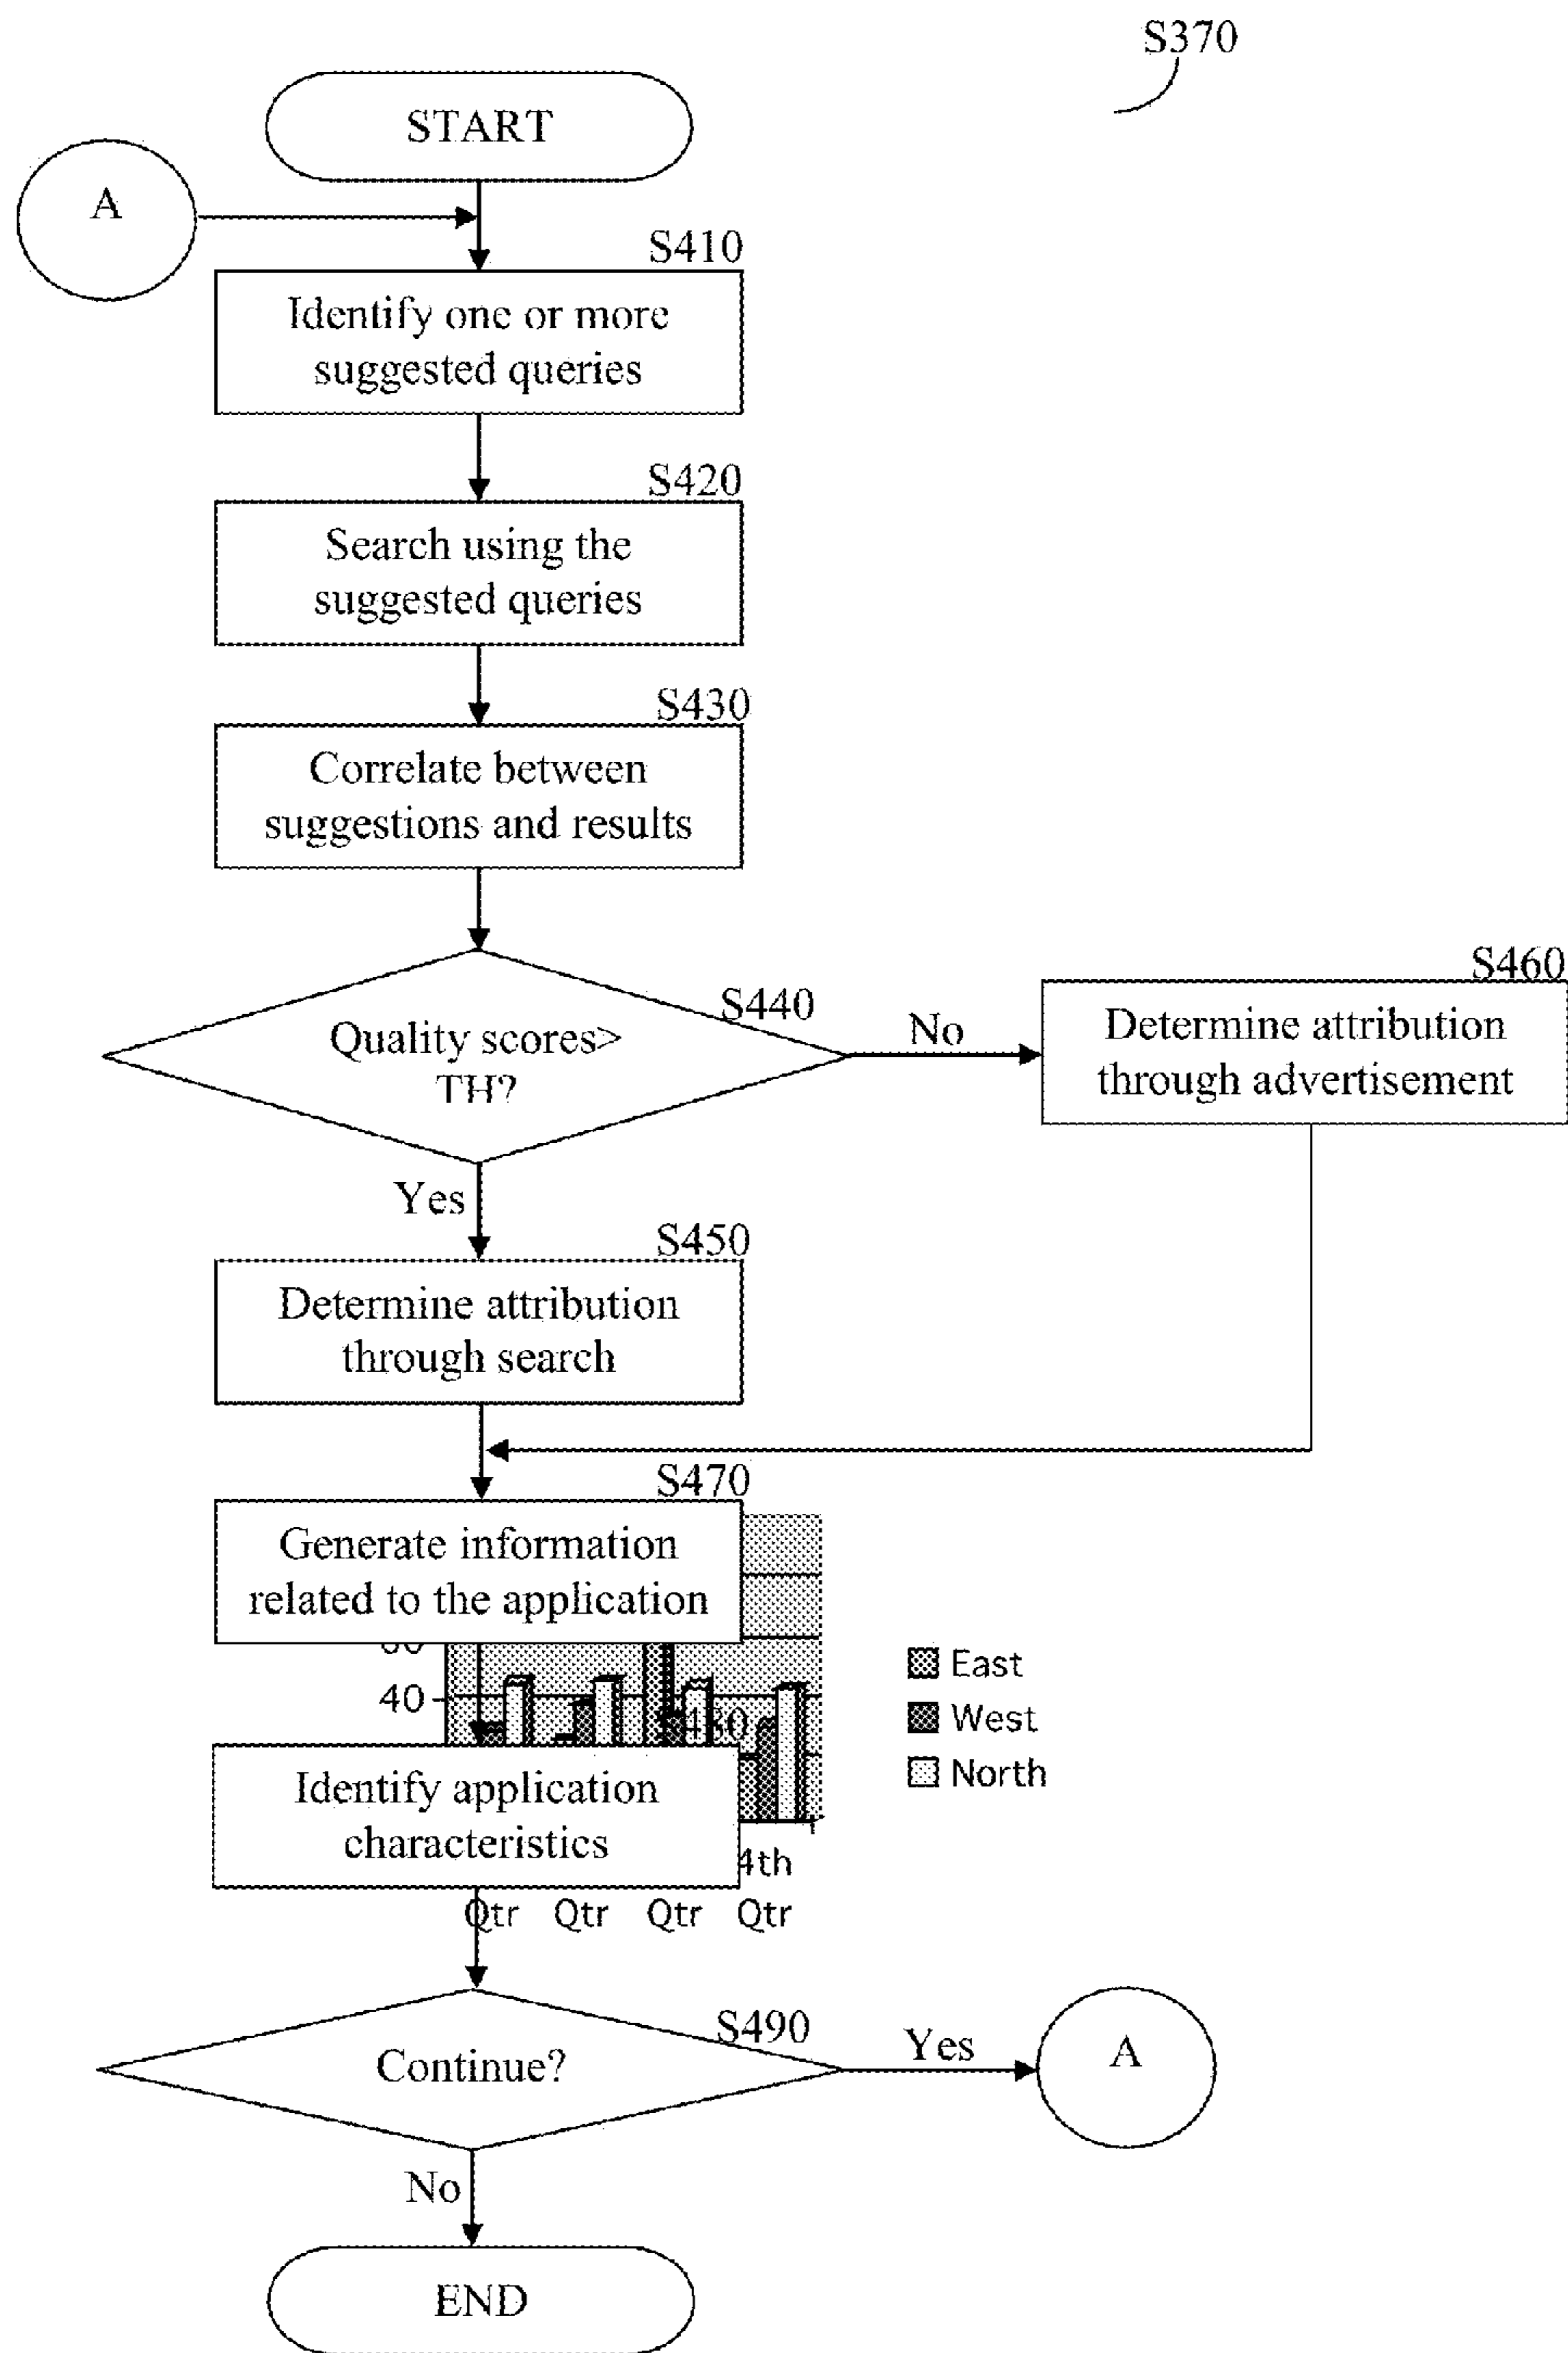 S370
START
A
S410
Identify one or more
suggested queries
S420
Search using the
suggested queries
S430
Correlate between
suggestions and results
S440
Quality scores>
TH?
No
S460
Determine attribution
through advertisement
Yes
S450
Determine attribution
through search
S470
Generate information
related to the application
40
East
West
North
S480
Identify application
characteristics
4th
Qtr Qtr Qtr Qtr
S490
Continue?
Yes
A
No
END